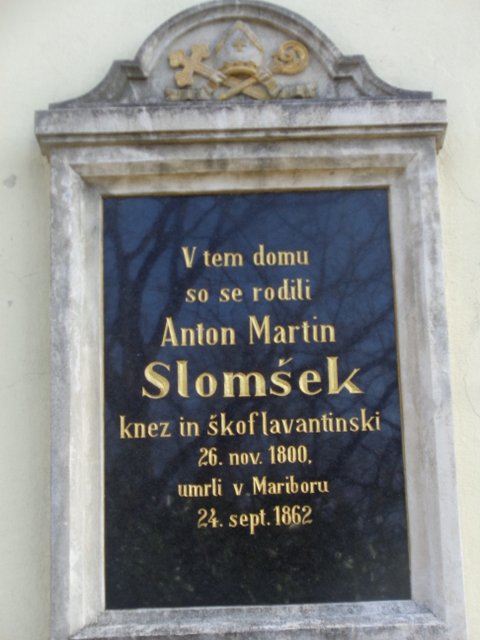 V tem domu
so se rodili
Anton Martin
Slomšek
knez in škof lavantinski
26. nov. 1800,
umrli v Mariboru
24. sept. 1862